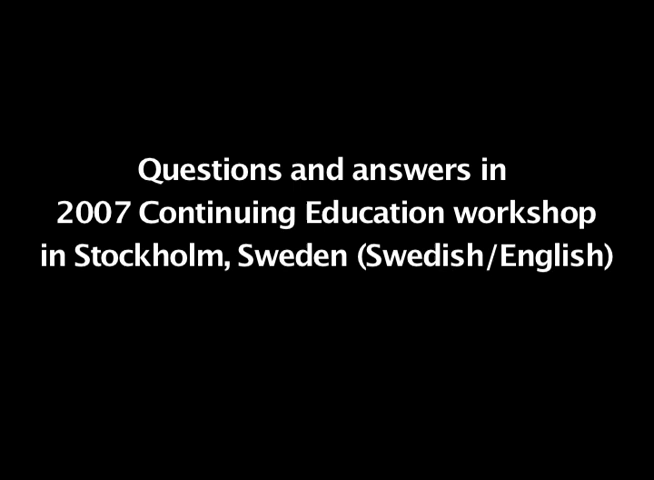 Questions and answers in
2007 Continuing Education workshop
in Stockholm, Sweden (Swedish/English)